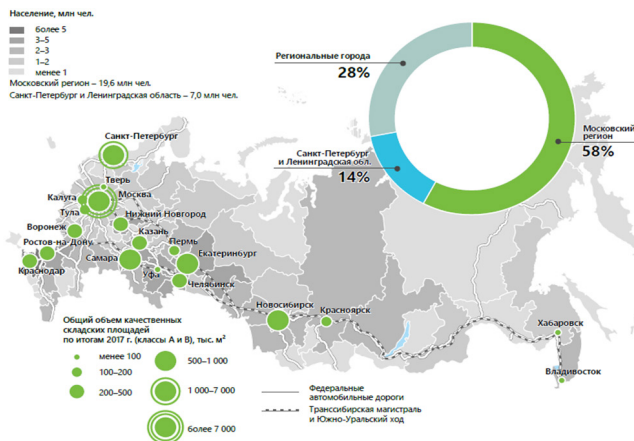 Население, млн чел.
более 5
3–5
2–3
1–2
менее 1
Московский регион – 19,6 млн чел.
Санкт-Петербург и Ленинградская область – 7,0 млн чел.
Региональные города
28%
Санкт-Петербург
и Ленинградская обл.
14%
Московский
регион
58%
Санкт-Петербург
Тверь
Калуга
Москва
Тула
Нижний Новгород
Воронеж
Казань
Ростов-на-Дону
Пермь
Самара
Екатеринбург
Краснодар
Уфа
Челябинск
Новосибирск
Красноярск
Хабаровск
Владивосток
Общий объем качественных
складских площадей
по итогам 2017 г. (классы А и В), тыс. м²
менее 100
100–200
200–500
500–1 000
1 000–7 000
более 7 000
Федеральные
автомобильные дороги
Транссибирская магистраль
и Южно-Уральский ход